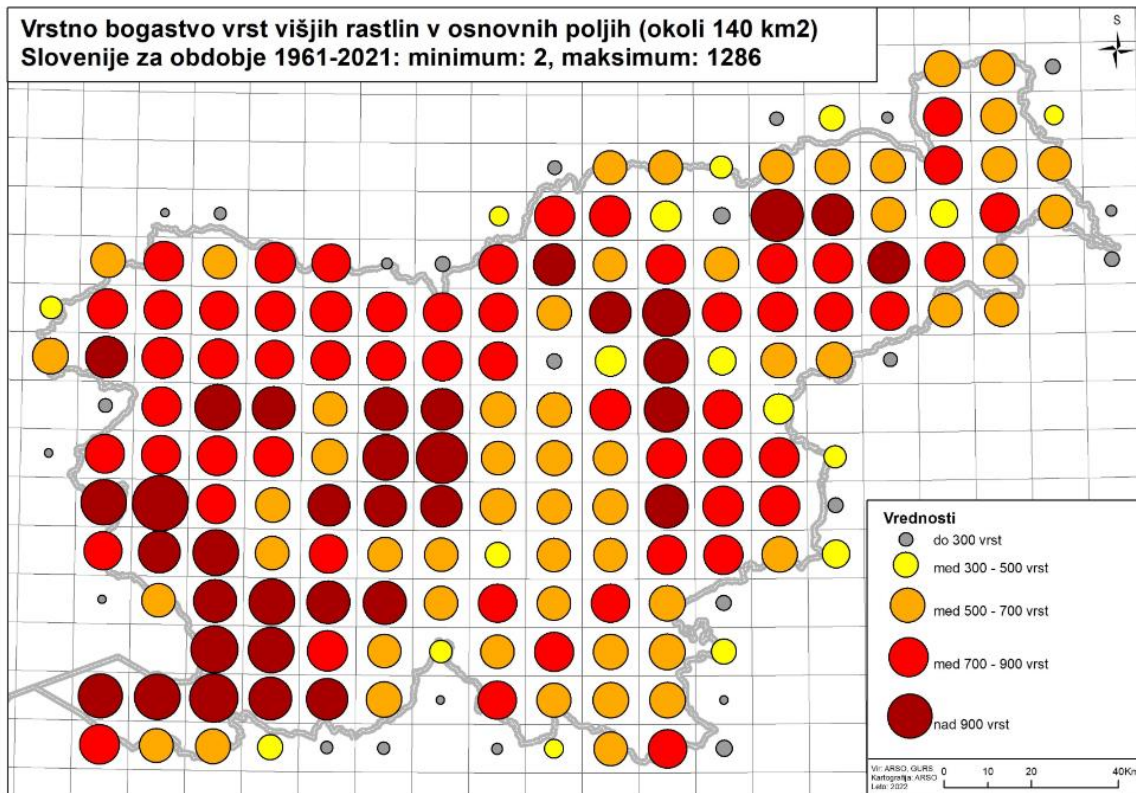 Vrstno bogastvo vrst višjih rastlin v osnovnih poljih (okoli 140 km2)
Slovenije za obdobje 1961-2021: minimum: 2, maksimum: 1286
S
Vrednosti
do 300 vrst
med 300 - 500 vrst
med 500 - 700 vrst
med 700 - 900 vrst
nad 900 vrst
Vir: ARSO, GURS
Kartografija: ARSO
Leto: 2022
0 10 20 40Km